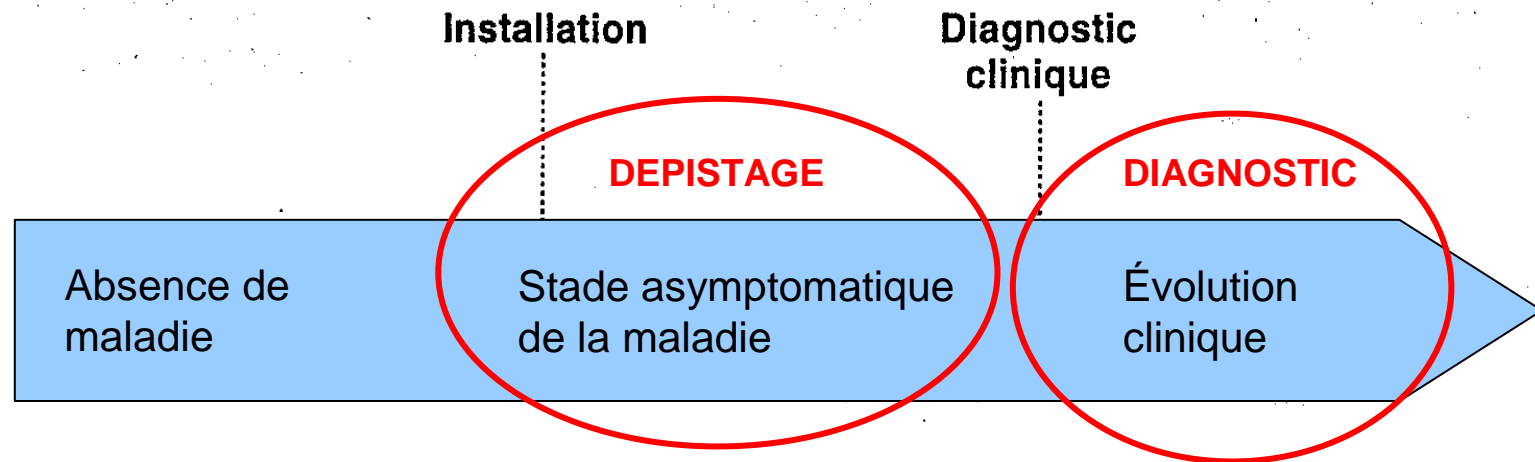 Installation
Diagnostic
clinique
DEPISTAGE
DIAGNOSTIC
Absence de
maladie
Stade asymptomatique
de la maladie
Évolution
clinique